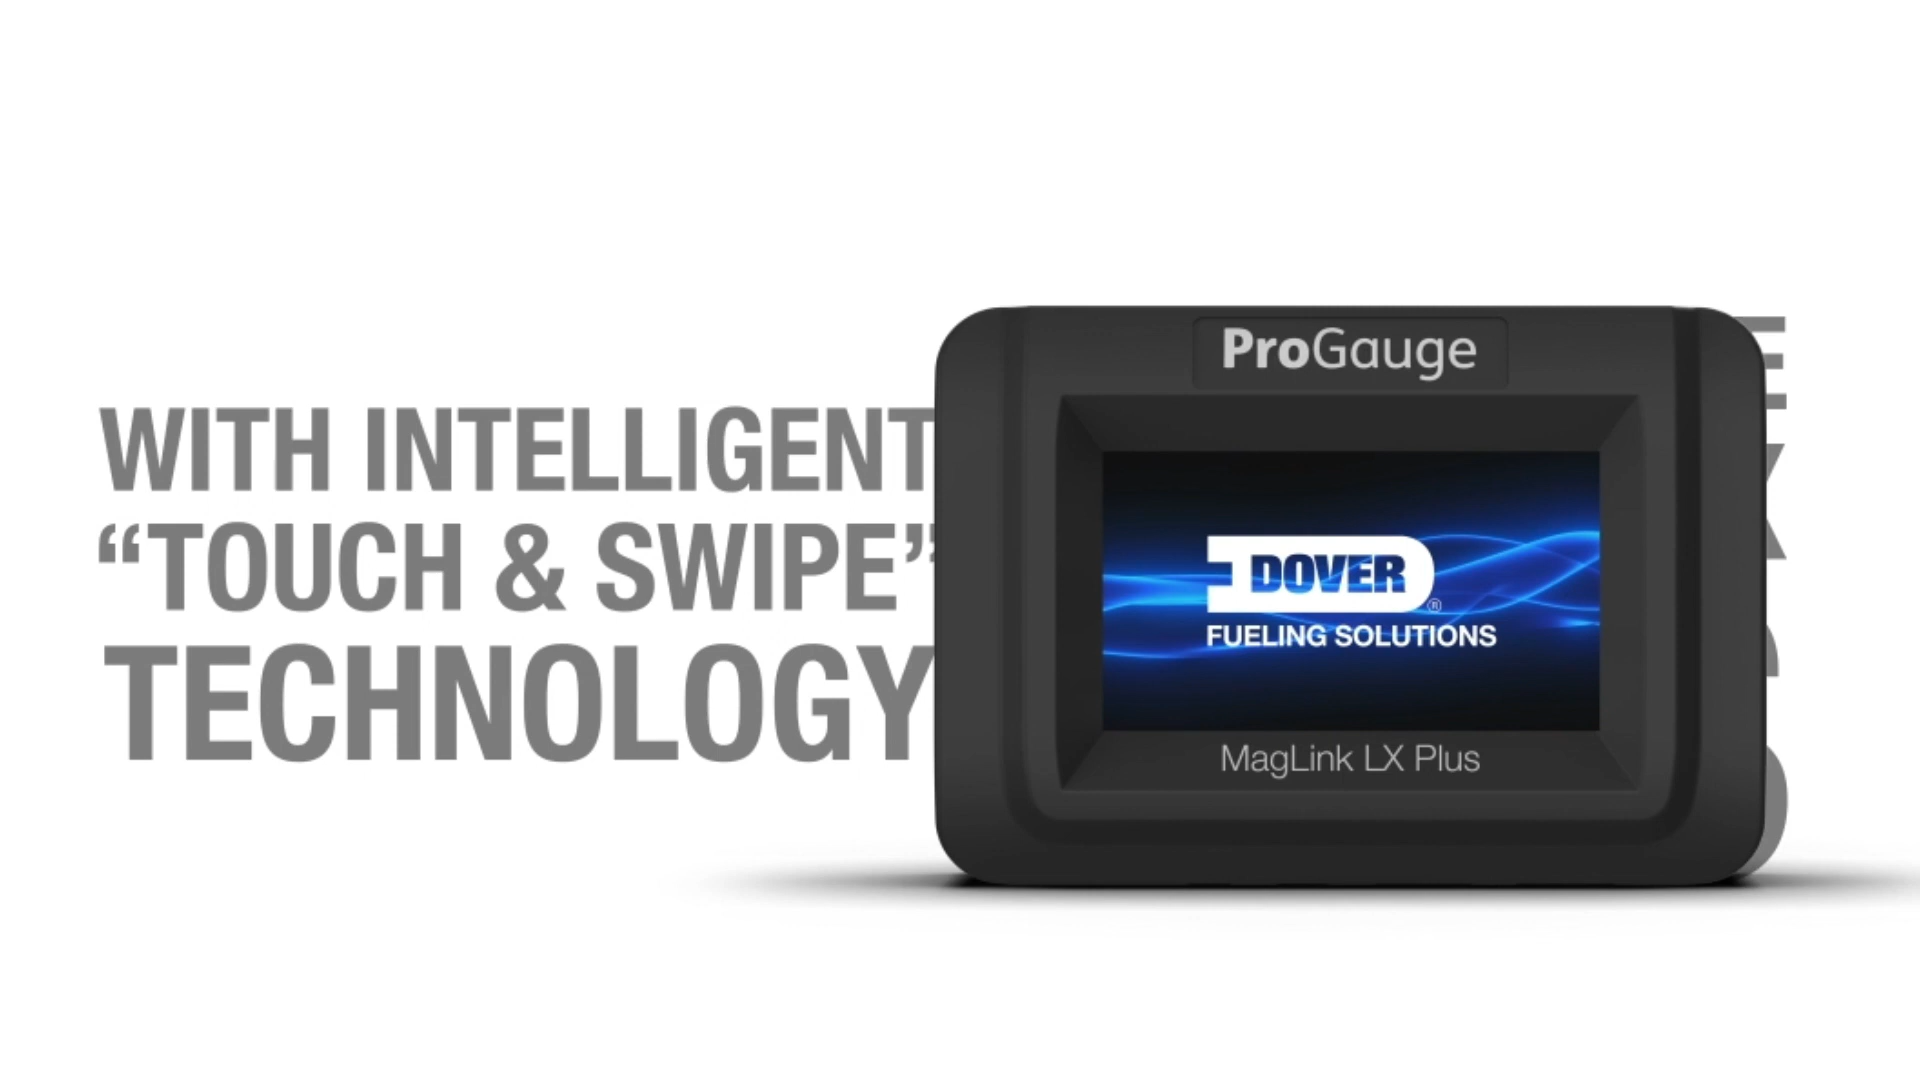 WITH INTELLIGENT
“TOUCH & SWIPE”
TECHNOLOGY
ProGauge
DOVER
®
FUELING SOLUTIONS
MagLink LX Plus